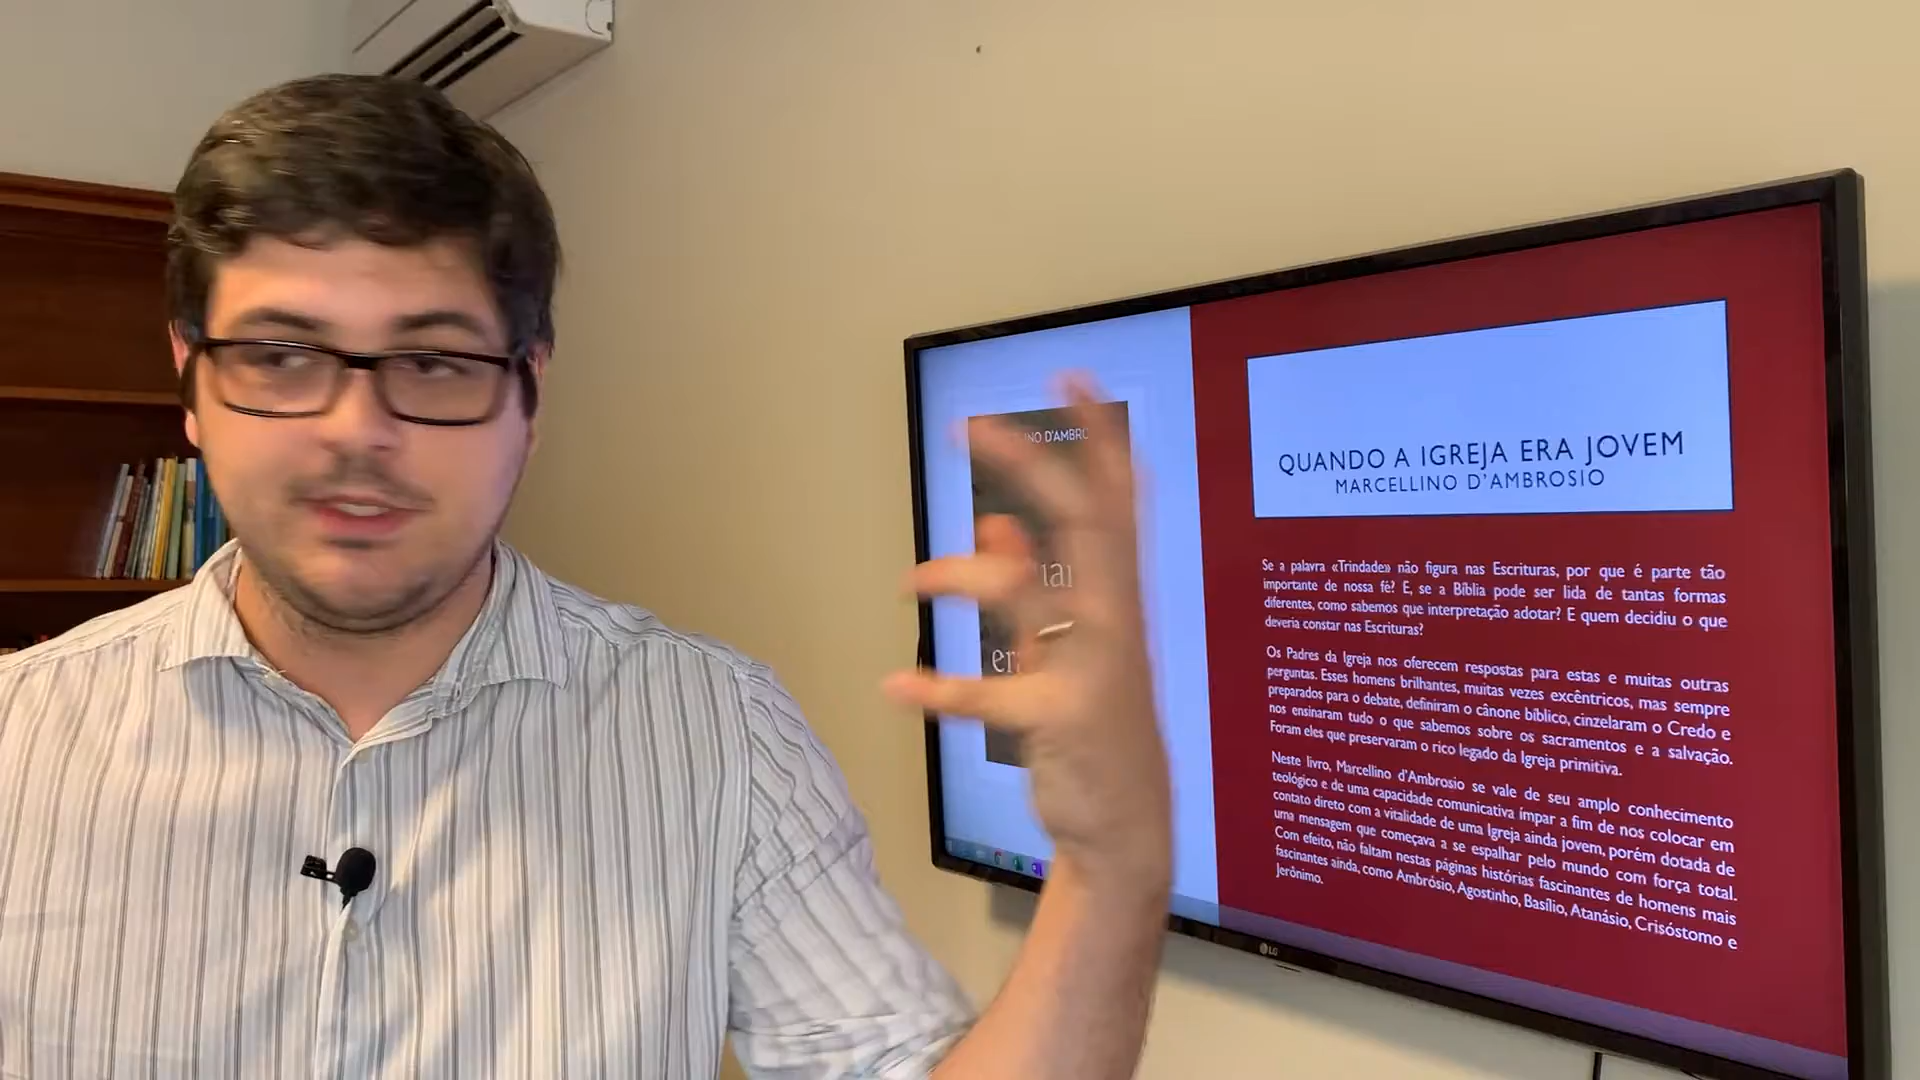 INO D'AMBR
QUANDO A IGREJA ERA JOVEM
MARCELLINO D'AMBROSIO
Se a palavra «Trindade» não figura nas Escrituras, por que é parte tão
importante de nossa fé? E, se a Bíblia pode ser lida de tantas formas
diferentes, como sabemos que interpretação adotar? E quem decidiu o que
deveria constar nas Escrituras?
Os Padres da Igreja nos oferecem respostas para estas e muitas outras
perguntas. Esses homens brilhantes, muitas vezes excêntricos, mas sempre
preparados para o debate, definiram o cânone bíblico, cinzelaram o Credo e
nos ensinaram tudo o que sabemos sobre os sacramentos e a salvação.
Foram eles que preservaram o rico legado da Igreja primitiva.
Neste livro, Marcellino d'Ambrosio se vale de seu amplo conhecimento
teológico e de uma capacidade comunicativa ímpar a fim de nos colocar em
contato direto com a vitalidade de uma Igreja ainda jovem, porém dotada de
uma mensagem que começava a se espalhar pelo mundo com força total.
Com efeito, não faltam nestas páginas histórias fascinantes de homens mais
fascinantes ainda, como Ambrósio, Agostinho, Basílio, Atanásio, Crisóstomo e
Jerônimo.
LG